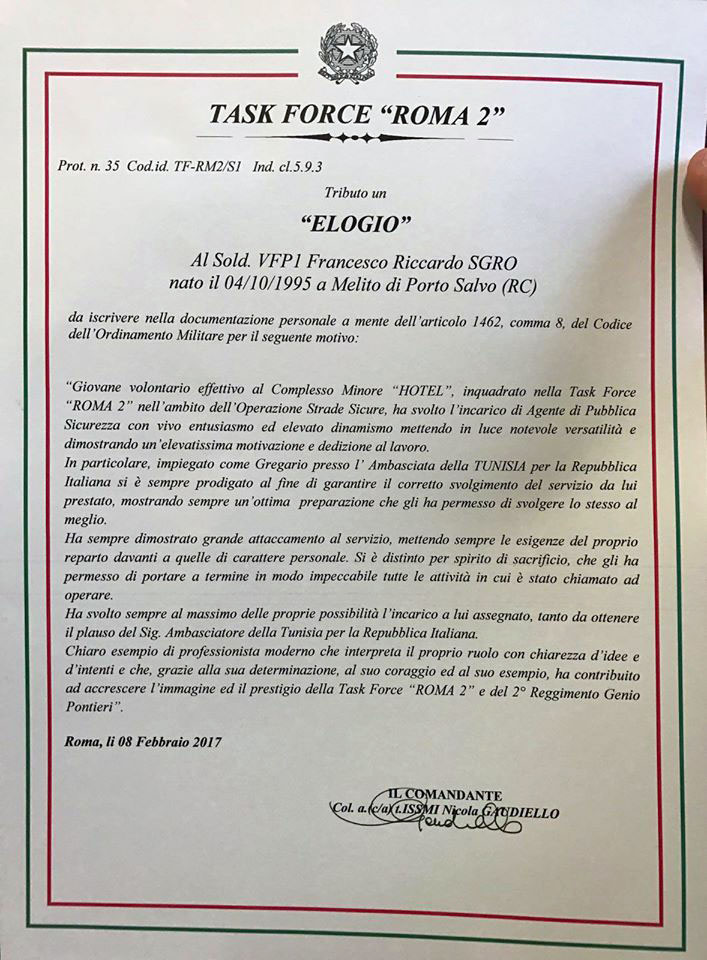 TASK FORCE “ROMA 2”
Prot. n. 35 Cod.id. TF-RM2/S1 Ind. cl.5.9.3
Tributo un
“ELOGIO”
Al Sold. VFP1 Francesco Riccardo SGRO
nato il 04/10/1995 a Melito di Porto Salvo (RC)
da iscrivere nella documentazione personale a mente dell’articolo 1462, comma 8, del Codice
dell’Ordinamento Militare per il seguente motivo:
“Giovane volontario effettivo al Complesso Minore “HOTEL”, inquadrato nella Task Force
“ROMA 2” nell’ambito dell’Operazione Strade Sicure, ha svolto l’incarico di Agente di Pubblica
Sicurezza con vivo entusiasmo ed elevato dinamismo mettendo in luce notevole versatilità e
dimostrando un’elevatissima motivazione e dedizione al lavoro.
In particolare, impiegato come Gregario presso l’ Ambasciata della TUNISIA per la Repubblica
Italiana si è sempre prodigato al fine di garantire il corretto svolgimento del servizio da lui
prestato, mostrando sempre un’ottima preparazione che gli ha permesso di svolgere lo stesso al
meglio.
Ha sempre dimostrato grande attaccamento al servizio, mettendo sempre le esigenze del proprio
reparto davanti a quelle di carattere personale. Si è distinto per spirito di sacrificio, che gli ha
permesso di portare a termine in modo impeccabile tutte le attività in cui è stato chiamato ad
operare.
Ha svolto sempre al massimo delle proprie possibilità l’incarico a lui assegnato, tanto da ottenere
il plauso del Sig. Ambasciatore della Tunisia per la Repubblica Italiana.
Chiaro esempio di professionista moderno che interpreta il proprio ruolo con chiarezza d’idee e
d’intenti e che, grazie alla sua determinazione, al suo coraggio ed al suo esempio, ha contribuito
ad accrescere l’immagine ed il prestigio della Task Force “ROMA 2” e del 2° Reggimento Genio
Pontieri”.
Roma, li 08 Febbraio 2017
IL COMANDANTE
Col. a.(c/a) t.ISSMI Nicola GAUDIELLO